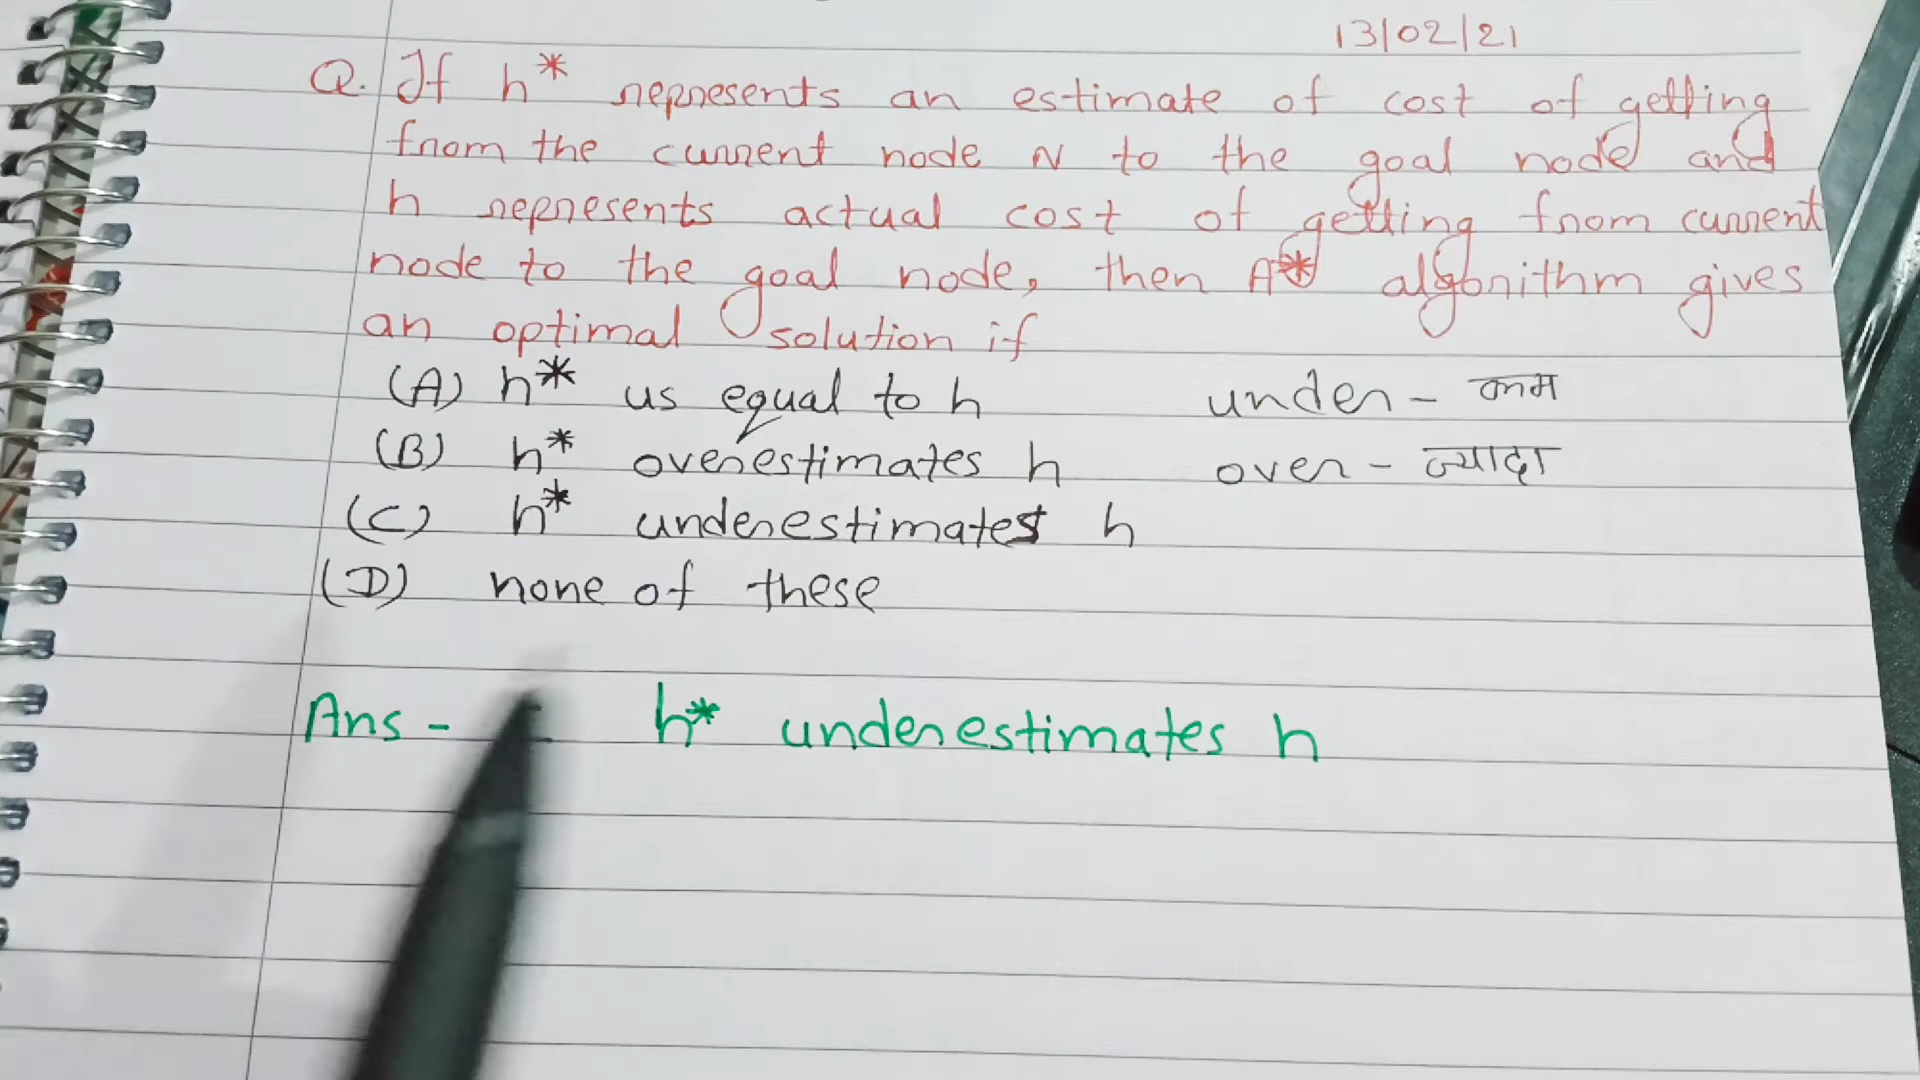 13/02/21
Q. If h* represents an estimate of cost of getting
from the current node N to the goal node and
h represents actual cost of getting from current
node to the goal node, then A* algorithm gives
an optimal solution if
(A) h* us equal to h under - कम
(B) h* overestimates h over - ज्यादा
(C) h* underestimates h
(D) none of these
Ans - h* underestimates h